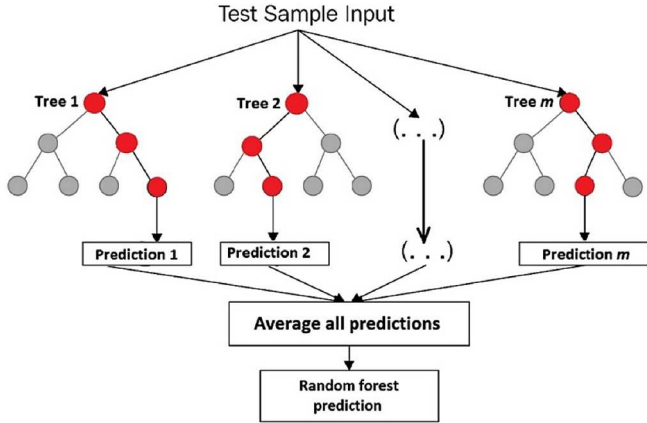 Test Sample Input
Tree 1
Tree 2
Tree m
(. . .)
Prediction 1
Prediction 2
(. . .)
Prediction m
Average all predictions
Random forest
prediction